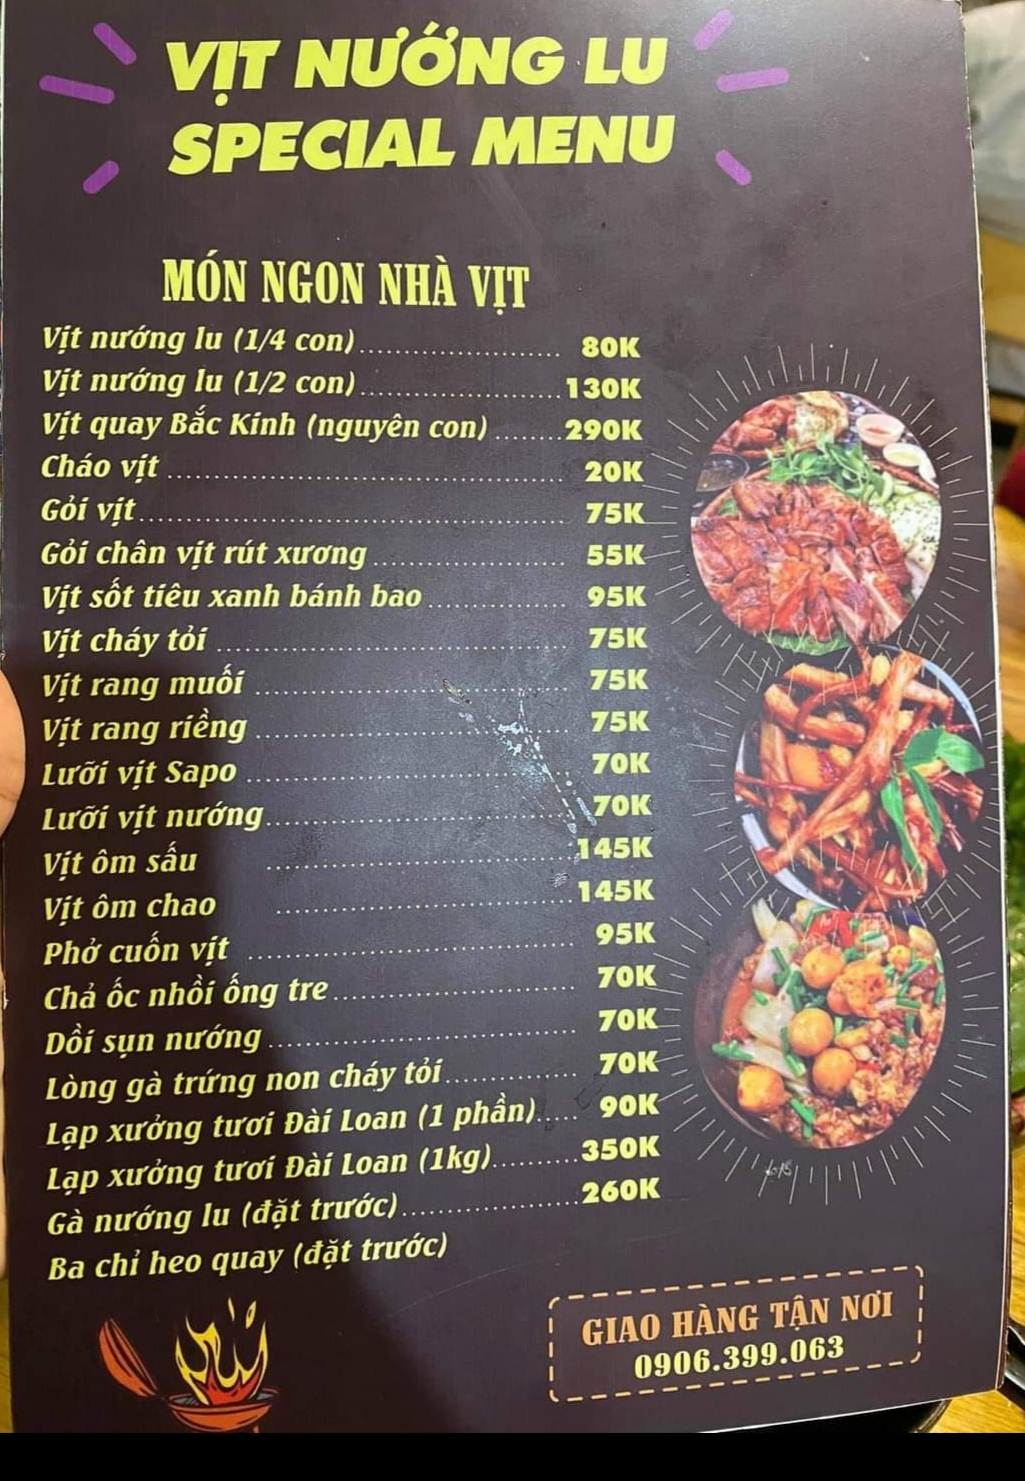 VỊT NƯỚNG LU
SPECIAL MENU
MÓN NGON NHÀ VỊT
Vịt nướng lu (1/4 con) 80K
Vịt nướng lu (1/2 con) 130K
Vịt quay Bắc Kinh (nguyên con) 290K
Cháo vịt 20K
Gỏi vịt 75K
Gỏi chân vịt rút xương 55K
Vịt sốt tiêu xanh bánh bao 95K
Vịt cháy tỏi 75K
Vịt rang muối 75K
Vịt rang riềng 75K
Lưỡi vịt Sapo 70K
Lưỡi vịt nướng 70K
Vịt ôm sấu 145K
Vịt ôm chao 145K
Phở cuốn vịt 95K
Chả ốc nhồi ống tre 70K
Dồi sụn nướng 70K
Lòng gà trứng non cháy tỏi 70K
Lạp xưởng tươi Đài Loan (1 phần) 90K
Lạp xưởng tươi Đài Loan (1kg) 350K
Gà nướng lu (đặt trước) 260K
Ba chỉ heo quay (đặt trước)
GIAO HÀNG TẬN NƠI
0906.399.063